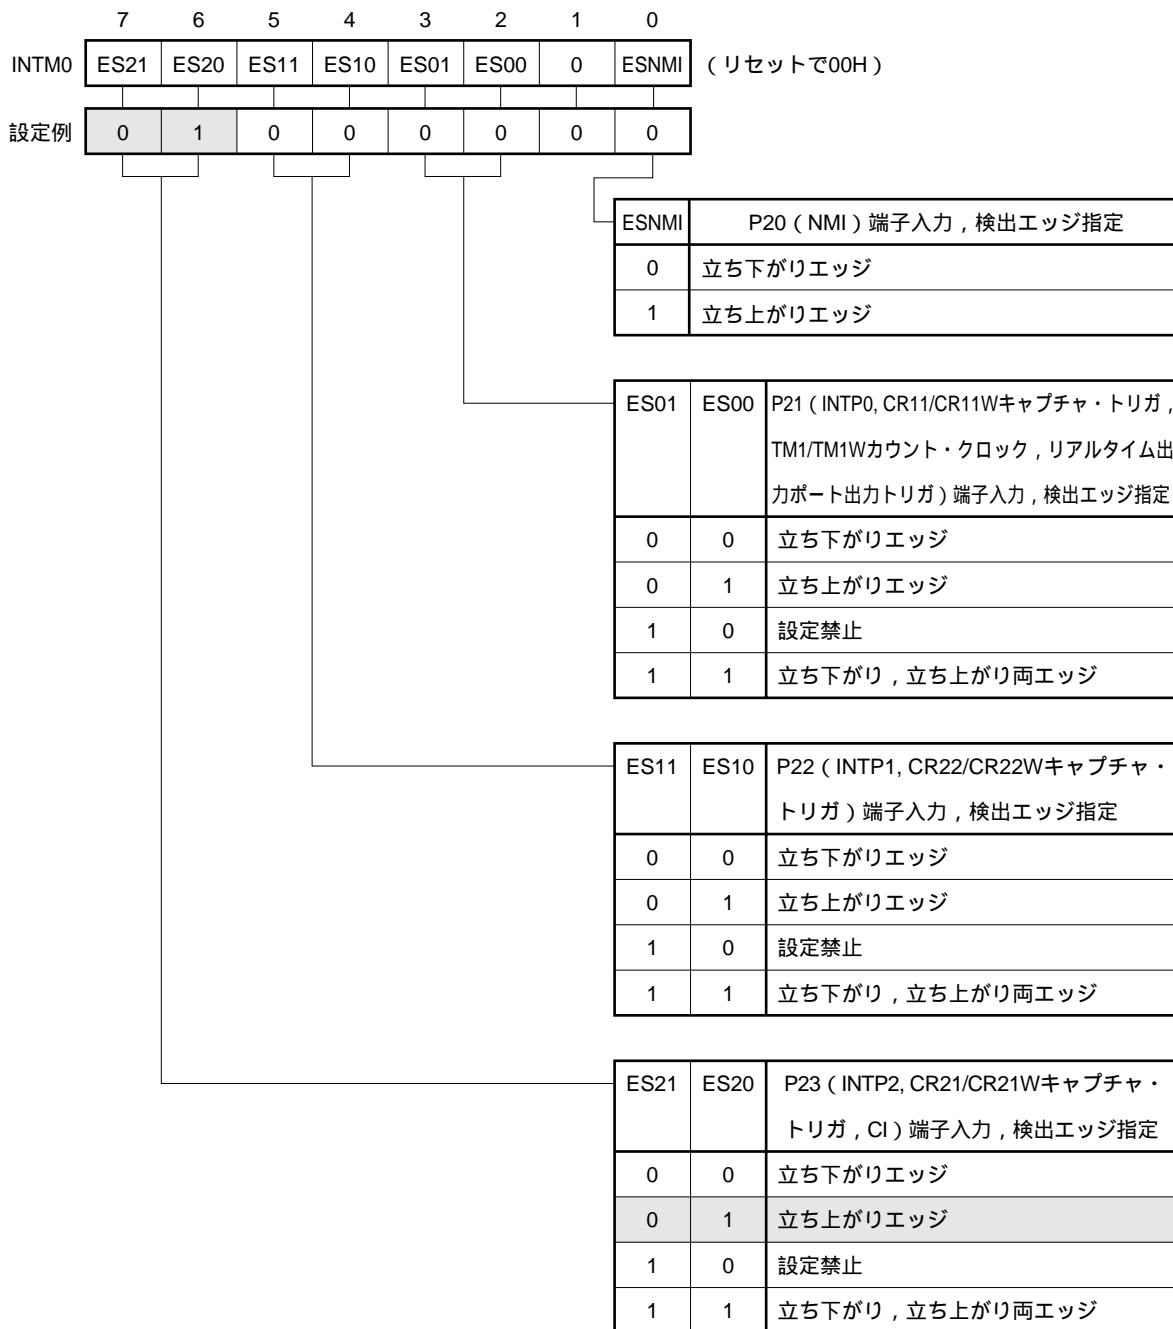 7 6 5 4 3 2 1 0
INTM0 ES21 ES20 ES11 ES10 ES01 ES00 0 ESNMI （リセットで00H）
設定例 0 1 0 0 0 0 0 0
ESNMI P20（NMI）端子入力，検出エッジ指定
0 立ち下がりエッジ
1 立ち上がりエッジ
ES01 ES00 P21（INTP0, CR11/CR11Wキャプチャ・トリガ，
TM1/TM1Wカウント・クロック，リアルタイム出
力ポート出力トリガ）端子入力，検出エッジ指定
0 0 立ち下がりエッジ
0 1 立ち上がりエッジ
1 0 設定禁止
1 1 立ち下がり，立ち上がり両エッジ
ES11 ES10 P22（INTP1, CR22/CR22Wキャプチャ・
トリガ）端子入力，検出エッジ指定
0 0 立ち下がりエッジ
0 1 立ち上がりエッジ
1 0 設定禁止
1 1 立ち下がり，立ち上がり両エッジ
ES21 ES20 P23（INTP2, CR21/CR21Wキャプチャ・
トリガ，CI）端子入力，検出エッジ指定
0 0 立ち下がりエッジ
0 1 立ち上がりエッジ
1 0 設定禁止
1 1 立ち下がり，立ち上がり両エッジ